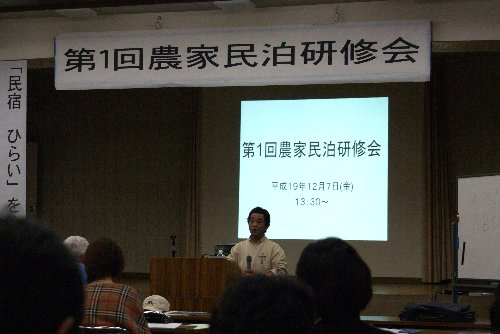 第1回農家民泊研修会
「民宿 ひらい」を
第1回農家民泊研修会
平成19年12月7日(金)
13:30～